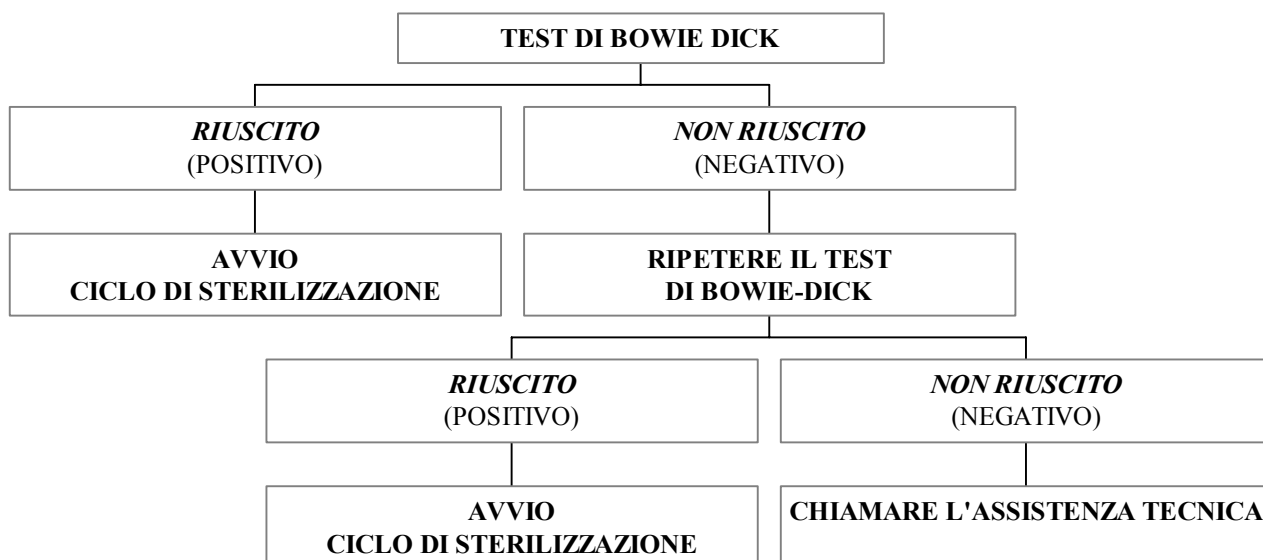 TEST DI BOWIE DICK
RIUSCITO
(POSITIVO)
NON RIUSCITO
(NEGATIVO)
AVVIO
CICLO DI STERILIZZAZIONE
RIPETERE IL TEST
DI BOWIE-DICK
RIUSCITO
(POSITIVO)
NON RIUSCITO
(NEGATIVO)
AVVIO
CICLO DI STERILIZZAZIONE
CHIAMARE L'ASSISTENZA TECNICA